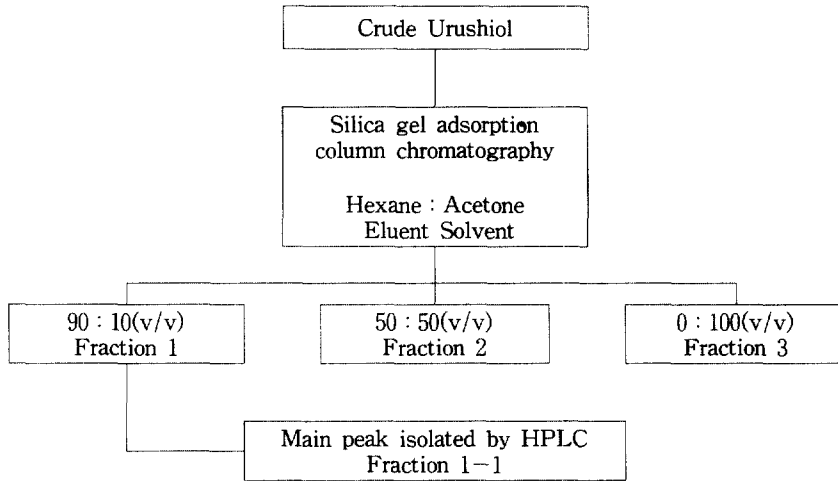 Crude Urushiol
Silica gel adsorption
column chromatography
Hexane : Acetone
Eluent Solvent
90 : 10(v/v)
Fraction 1
50 : 50(v/v)
Fraction 2
0 : 100(v/v)
Fraction 3
Main peak isolated by HPLC
Fraction 1-1